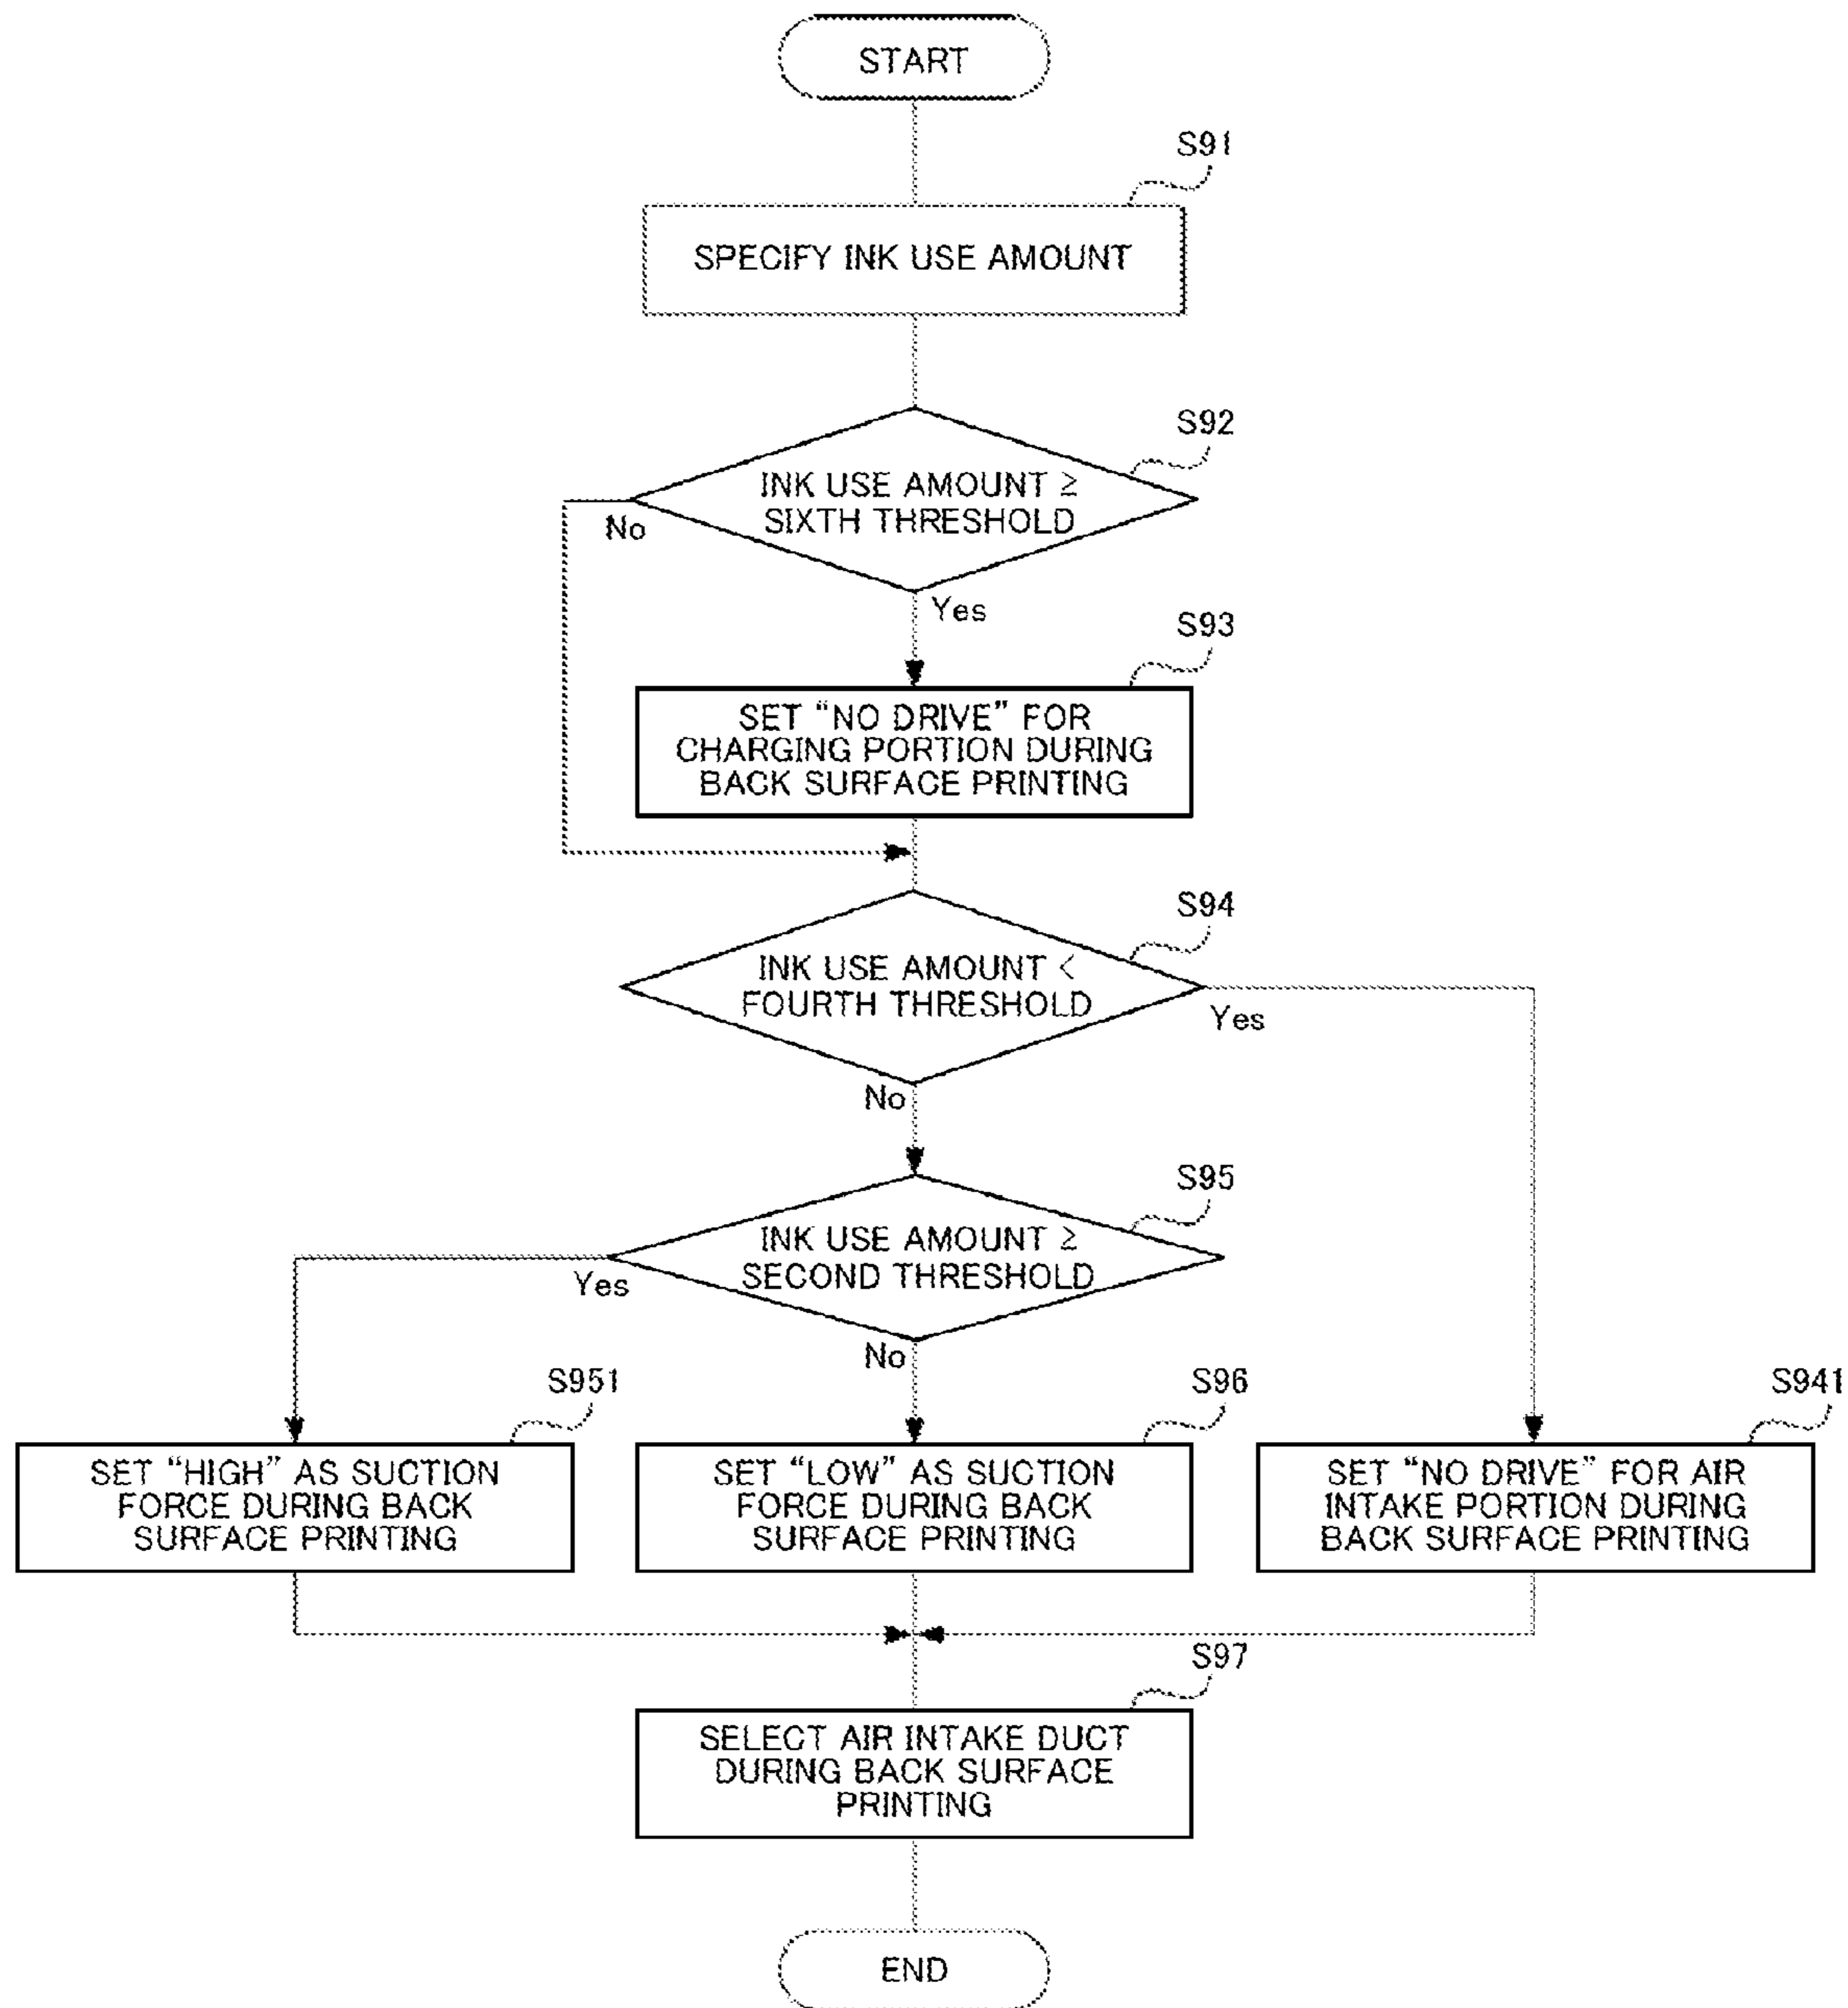 START
S91
SPECIFY INK USE AMOUNT
S92
INK USE AMOUNT ≥
SIXTH THRESHOLD
No
Yes
S93
SET “NO DRIVE” FOR
CHARGING PORTION DURING
BACK SURFACE PRINTING
S94
INK USE AMOUNT <
FOURTH THRESHOLD
Yes
No
S95
INK USE AMOUNT ≥
SECOND THRESHOLD
Yes
No
S951
SET “HIGH” AS SUCTION
FORCE DURING BACK
SURFACE PRINTING
S96
SET “LOW” AS SUCTION
FORCE DURING BACK
SURFACE PRINTING
S941
SET “NO DRIVE” FOR AIR
INTAKE PORTION DURING
BACK SURFACE PRINTING
S97
SELECT AIR INTAKE DUCT
DURING BACK SURFACE
PRINTING
END